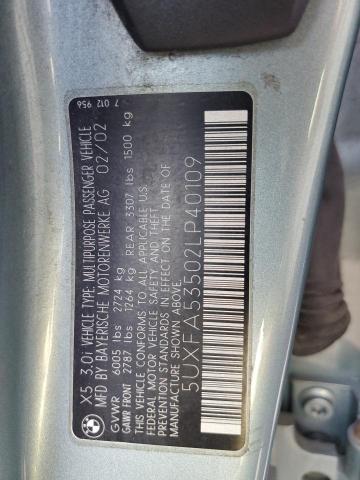 X5 3.0i VEHICLE TYPE: MULTIPURPOSE PASSENGER VEHICLE 7 012 956
MFD BY BAYERISCHE MOTORENWERKE AG 02/02
GVWR 6005 lbs 2724 kg
GAWR FRONT 2787 lbs 1264 kg REAR 3307 lbs 1500 kg
THIS VEHICLE CONFORMS TO ALL APPLICABLE U.S.
FEDERAL MOTOR VEHICLE SAFETY AND THEFT
PREVENTION STANDARDS IN EFFECT ON THE DATE OF
MANUFACTURE SHOWN ABOVE
5UXFA53502LP40109
BMW